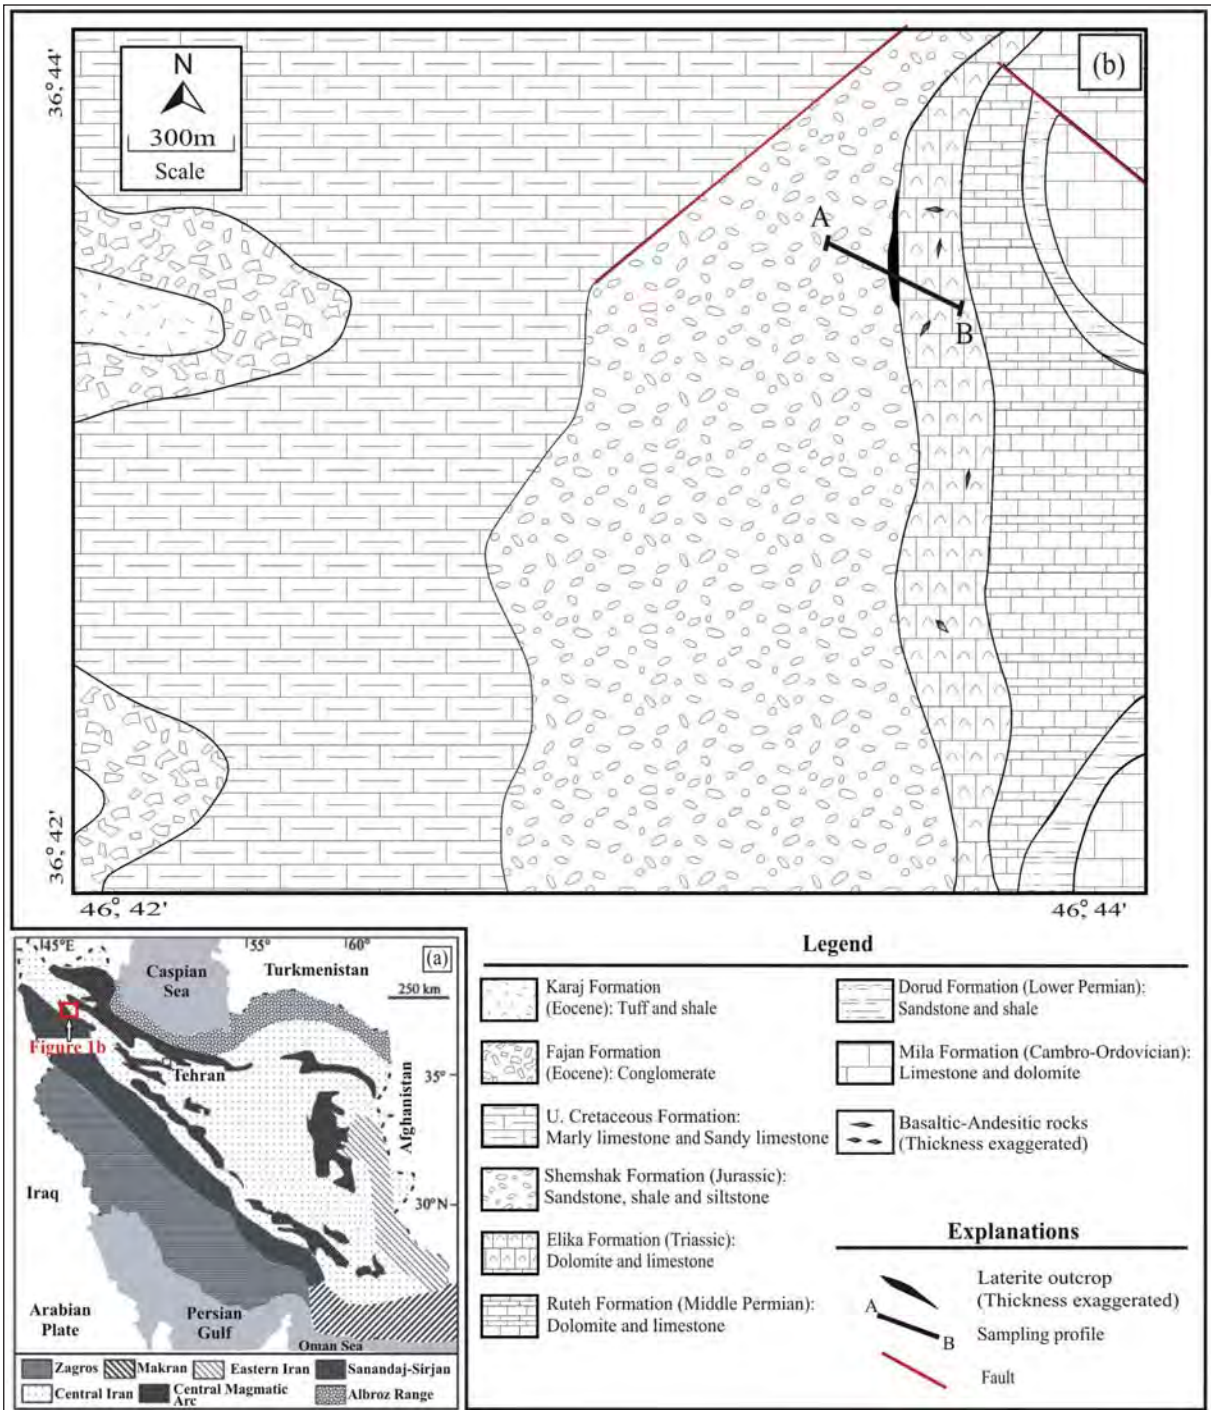 36° 44'
N
300m
Scale
(b)
A
B
36° 42'
46° 42'
46° 44'
45°E
55°
60°
(a)
Caspian
Sea
Turkmenistan
250 km
Figure 1b
Tehran
35°
Afghanistan
Iraq
30°N
Arabian
Plate
Persian
Gulf
Oman Sea
Zagros
Makran
Eastern Iran
Sanandaj-Sirjan
Central Iran
Central Magmatic
Arc
Albroz Range
Legend
Karaj Formation
(Eocene): Tuff and shale
Fajan Formation
(Eocene): Conglomerate
U. Cretaceous Formation:
Marly limestone and Sandy limestone
Shemshak Formation (Jurassic):
Sandstone, shale and siltstone
Elika Formation (Triassic):
Dolomite and limestone
Ruteh Formation (Middle Permian):
Dolomite and limestone
Dorud Formation (Lower Permian):
Sandstone and shale
Mila Formation (Cambro-Ordovician):
Limestone and dolomite
Basaltic-Andesitic rocks
(Thickness exaggerated)
Explanations
Laterite outcrop
(Thickness exaggerated)
A
B
Sampling profile
Fault